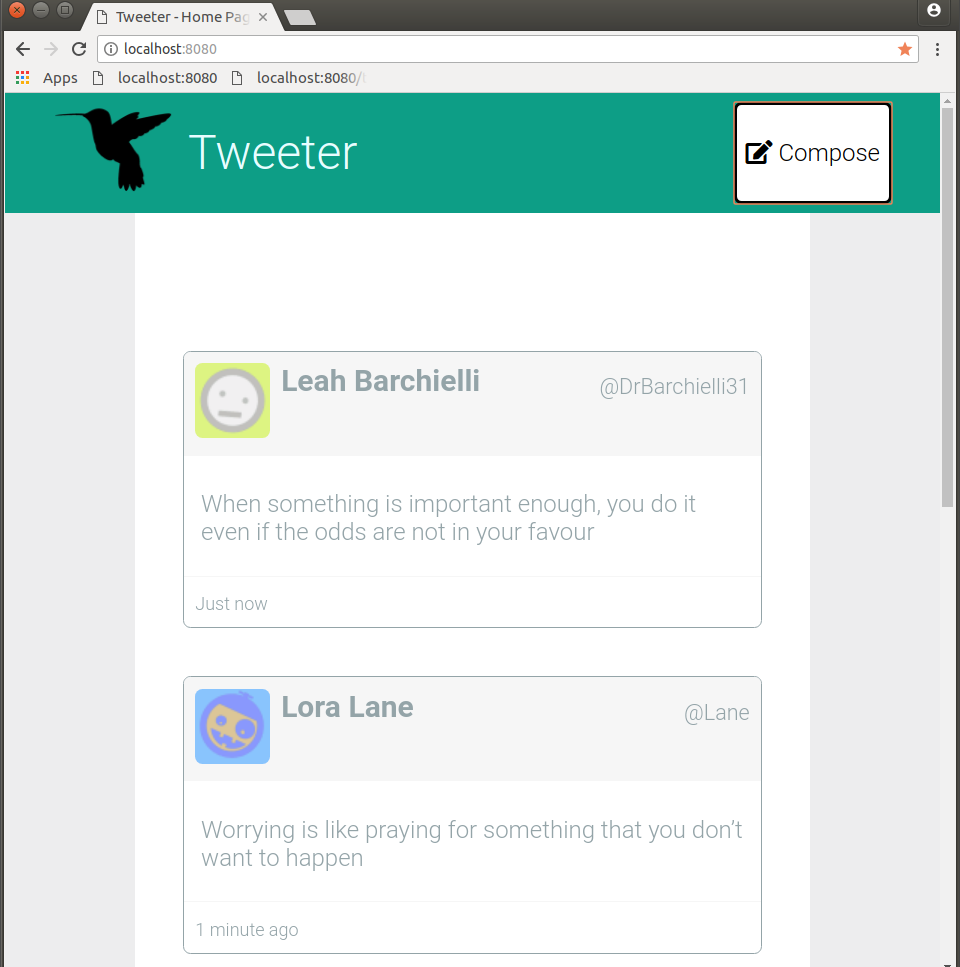 Tweeter - Home Pag
localhost:8080
Apps localhost:8080 localhost:8080/
Tweeter
Compose
Leah Barchielli @DrBarchielli31
When something is important enough, you do it
even if the odds are not in your favour
Just now
Lora Lane @Lane
Worrying is like praying for something that you don’t
want to happen
1 minute ago